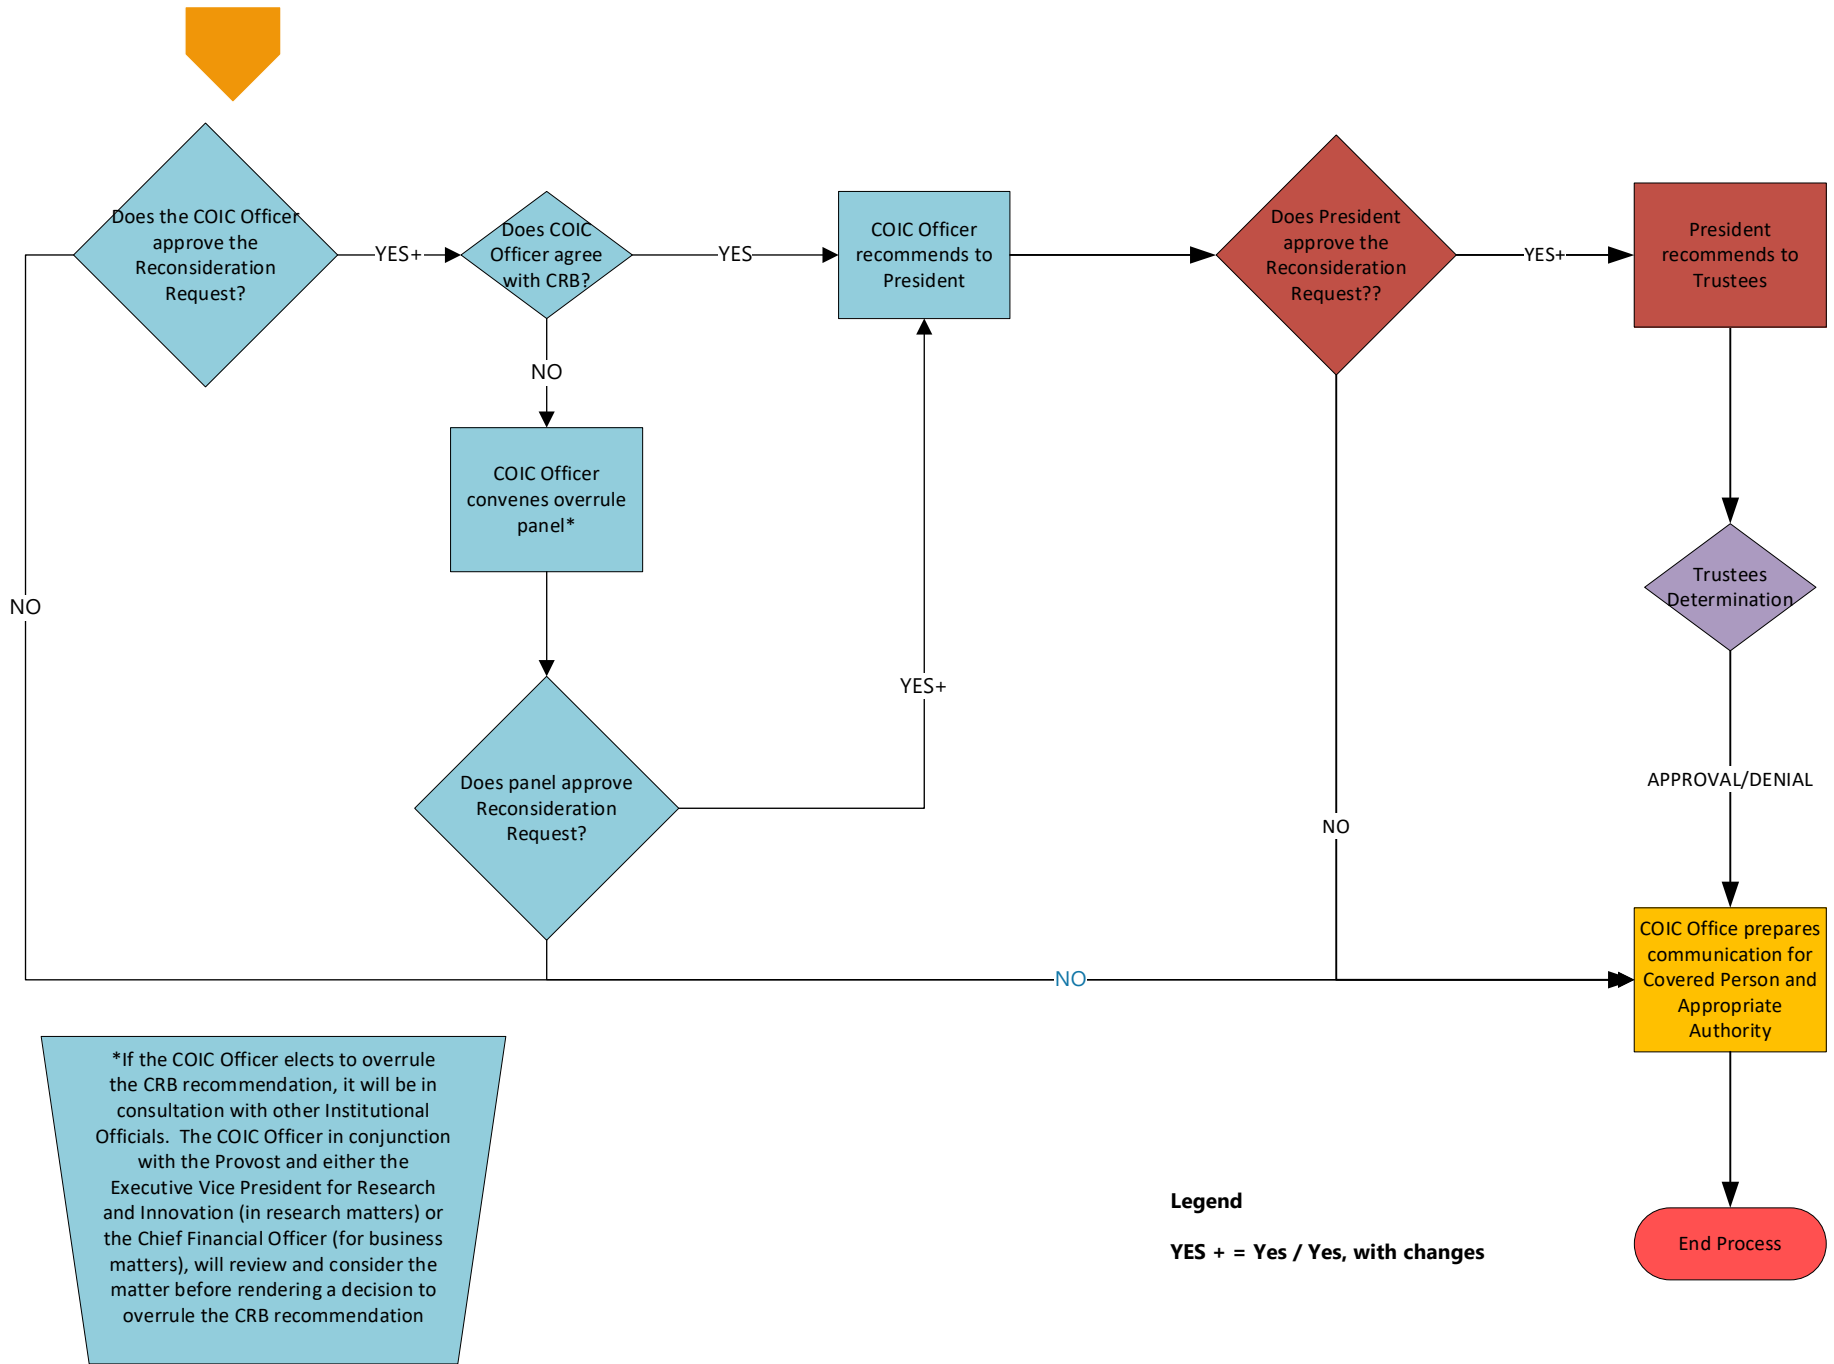 Does the COIC Officer
approve the
Reconsideration
Request?
YES+
Does COIC
Officer agree
with CRB?
YES
COIC Officer
recommends to
President
Does President
approve the
Reconsideration
Request??
YES+
President
recommends to
Trustees
NO
COIC Officer
convenes overrule
panel*
NO
Trustees
Determination
YES+
Does panel approve
Reconsideration
Request?
APPROVAL/DENIAL
NO
NO
COIC Office prepares
communication for
Covered Person and
Appropriate
Authority
*If the COIC Officer elects to overrule
the CRB recommendation, it will be in
consultation with other Institutional
Officials.  The COIC Officer in conjunction
with the Provost and either the
Executive Vice President for Research
and Innovation (in research matters) or
the Chief Financial Officer (for business
matters), will review and consider the
matter before rendering a decision to
overrule the CRB recommendation
Legend
YES + = Yes / Yes, with changes
End Process